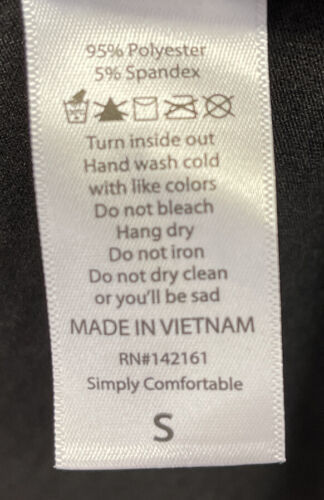 95% Polyester
5% Spandex
Turn inside out
Hand wash cold
with like colors
Do not bleach
Hang dry
Do not iron
Do not dry clean
or you'll be sad
MADE IN VIETNAM
RN#142161
Simply Comfortable
S